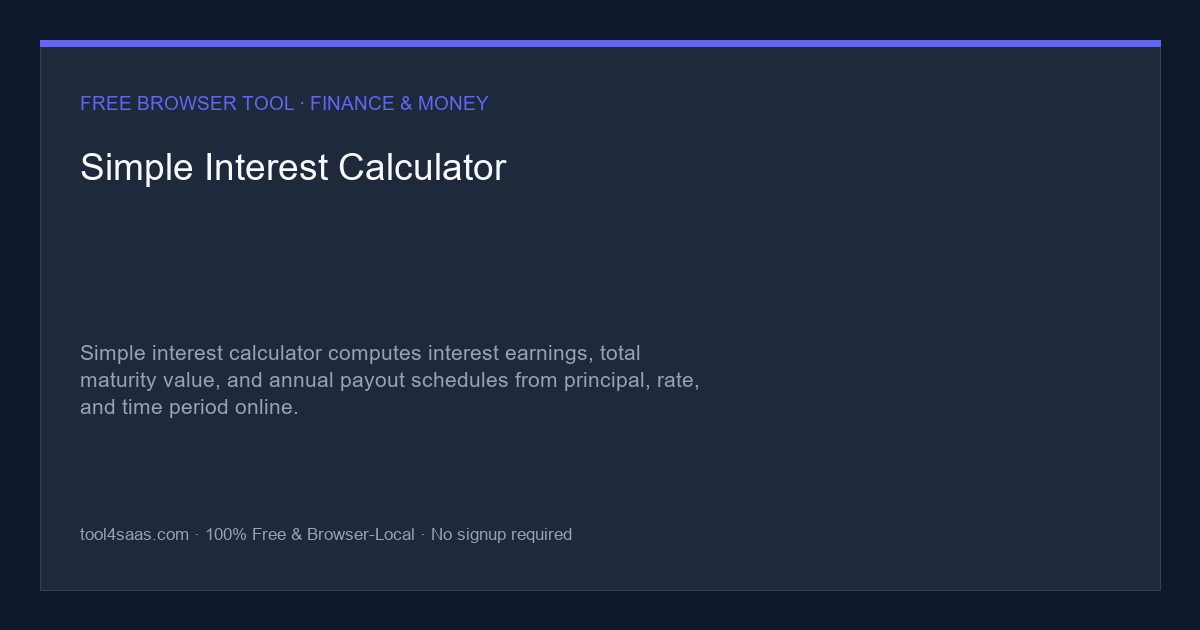 FREE BROWSER TOOL · FINANCE & MONEY
Simple Interest Calculator
Simple interest calculator computes interest earnings, total
maturity value, and annual payout schedules from principal, rate,
and time period online.
tool4saas.com · 100% Free & Browser-Local · No signup required